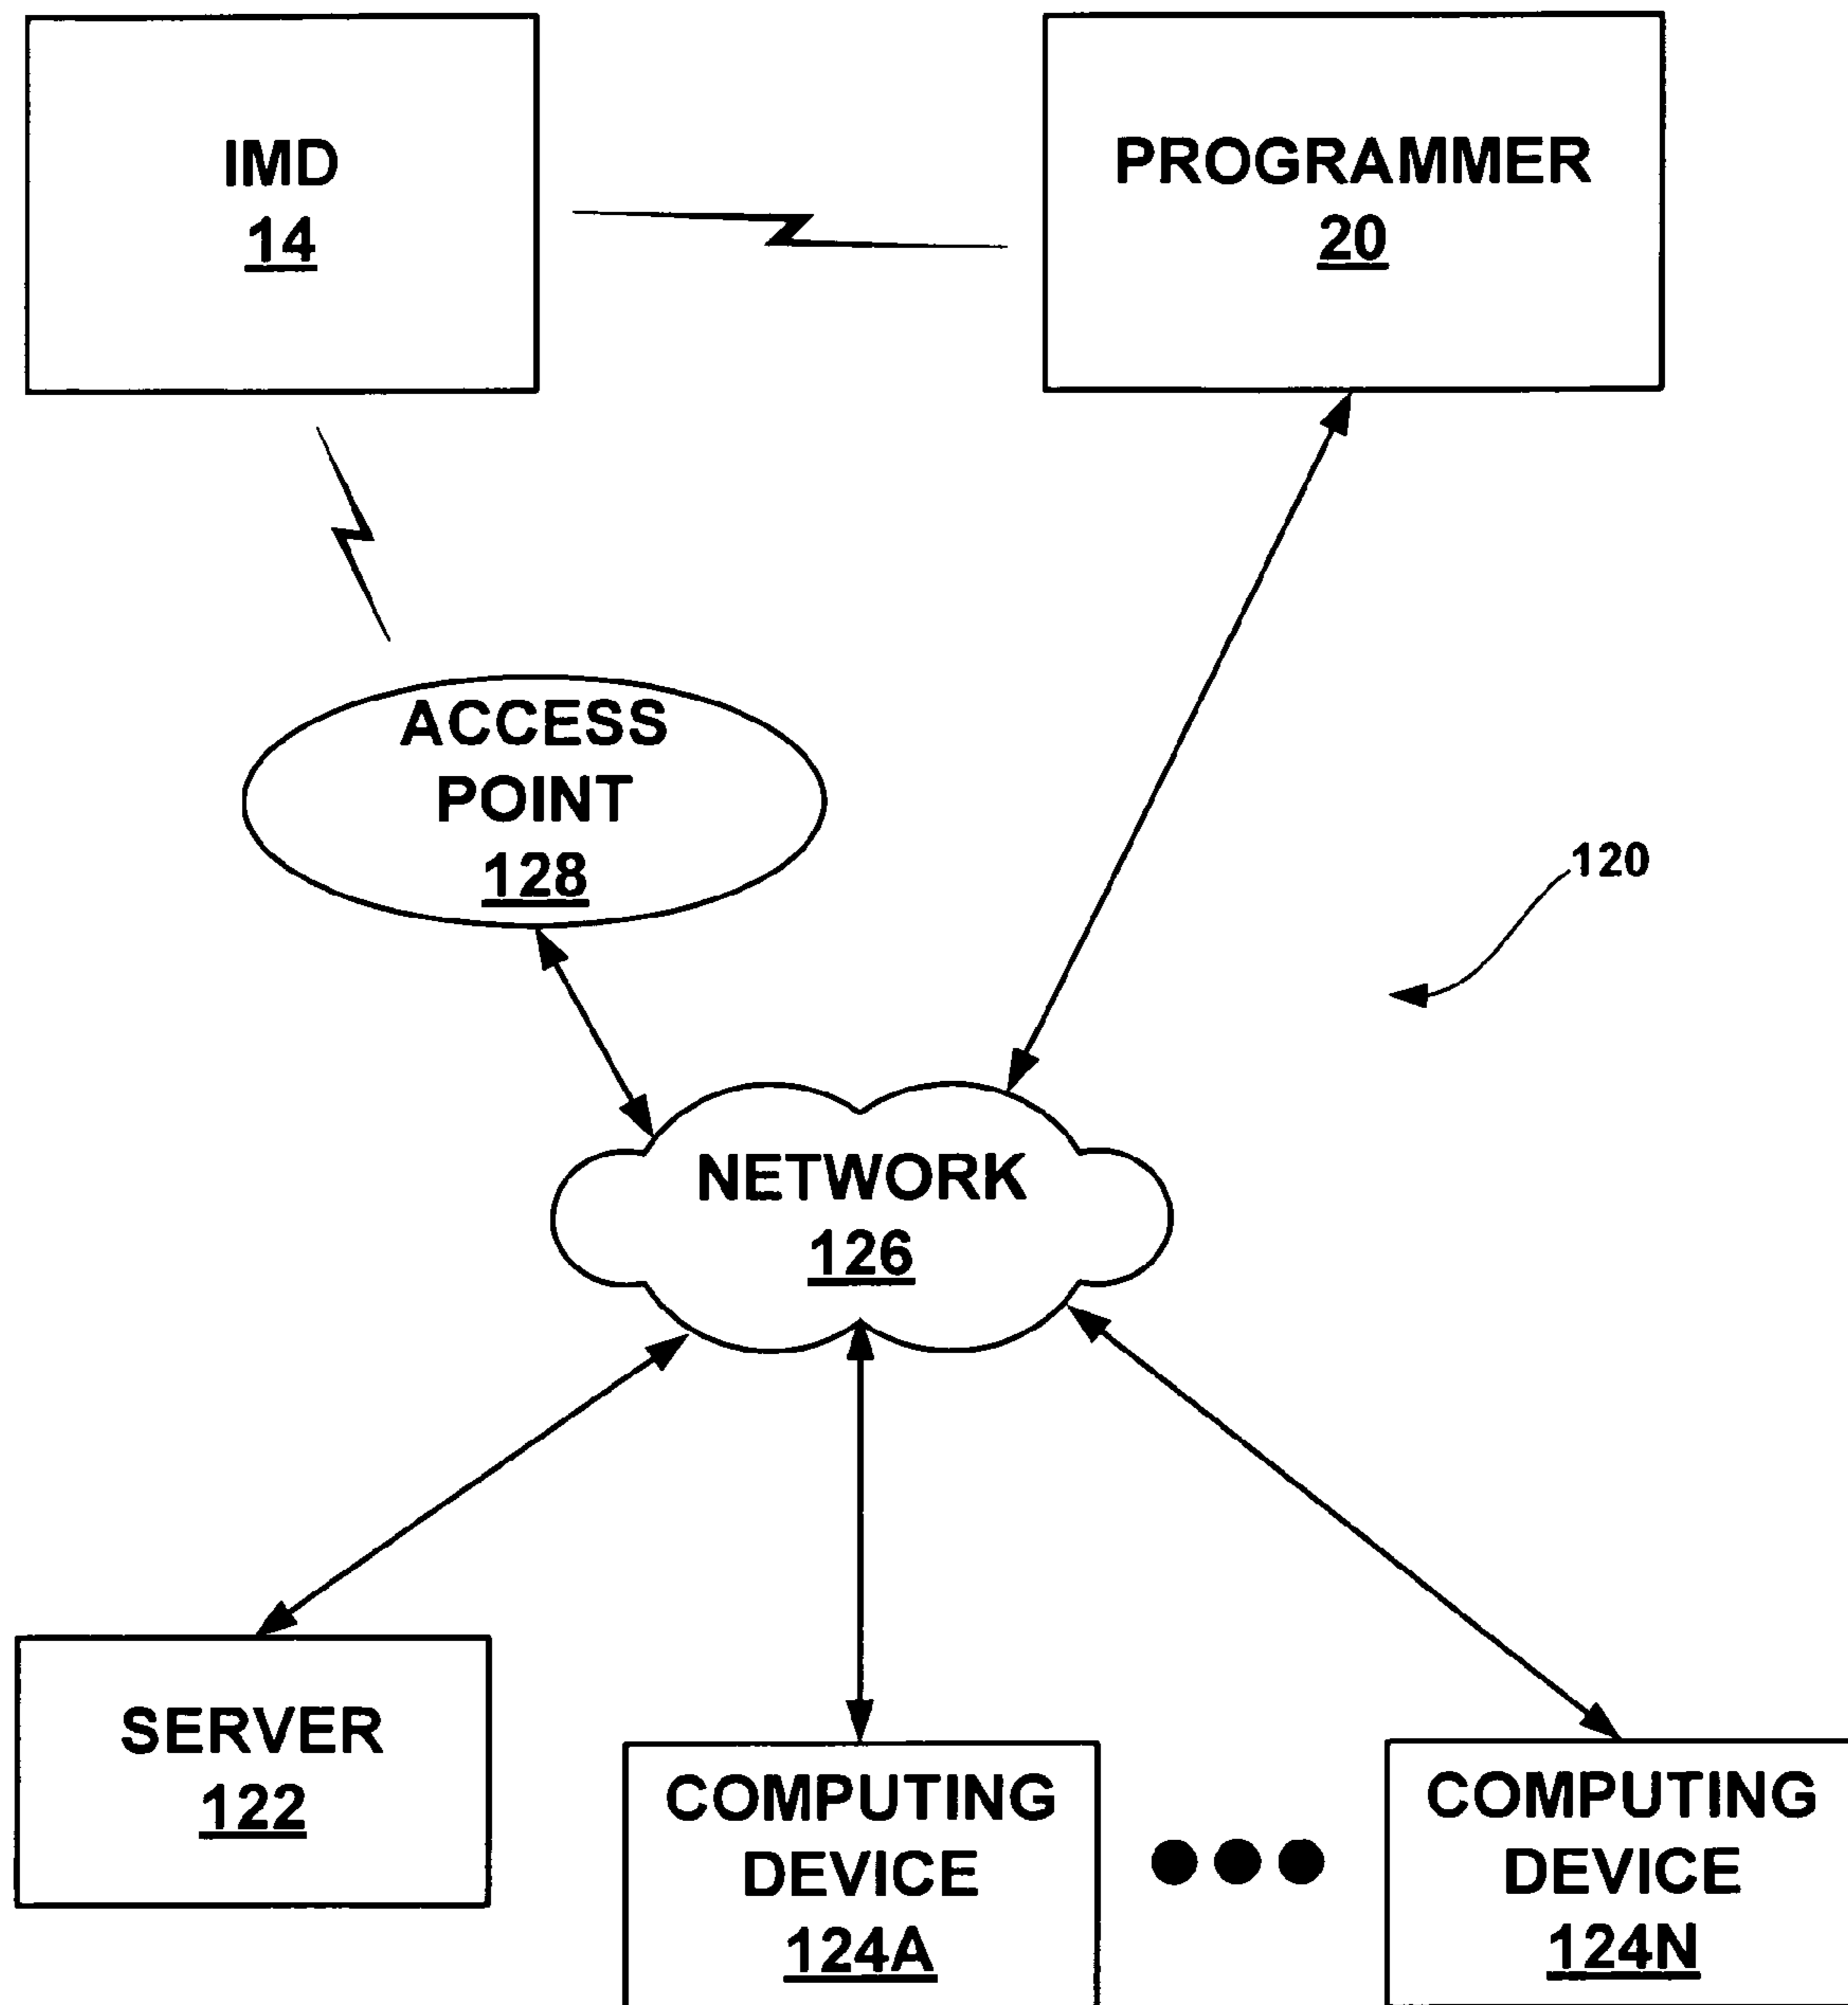 IMD
14
PROGRAMMER
20
ACCESS
POINT
128
120
NETWORK
126
SERVER
122
COMPUTING
DEVICE
124A
COMPUTING
DEVICE
124N